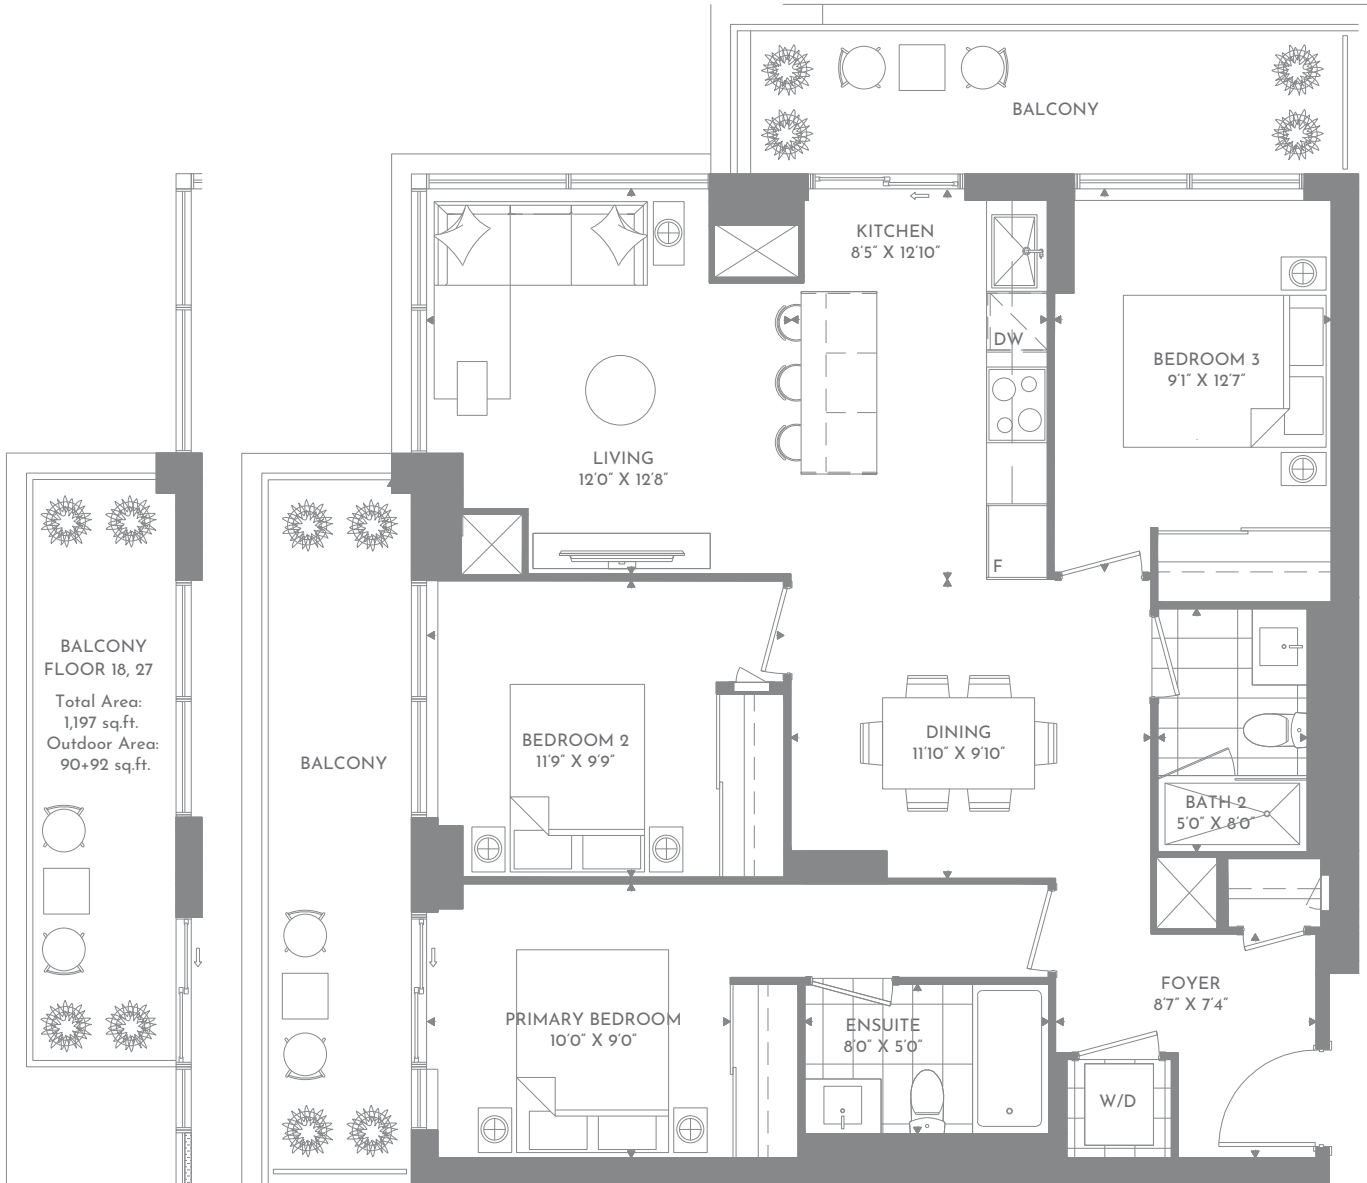 BALCONY
KITCHEN
8'5" X 12'10"
DW
BEDROOM 3
9'1" X 12'7"
LIVING
12'0" X 12'8"
F
BALCONY
FLOOR 18, 27
Total Area:
1,197 sq.ft.
Outdoor Area:
90+92 sq.ft.
BALCONY
BEDROOM 2
11'9" X 9'9"
DINING
11'10" X 9'10"
BATH 2
5'0" X 8'0"
PRIMARY BEDROOM
10'0" X 9'0"
ENSUITE
8'0" X 5'0"
FOYER
8'7" X 7'4"
W/D